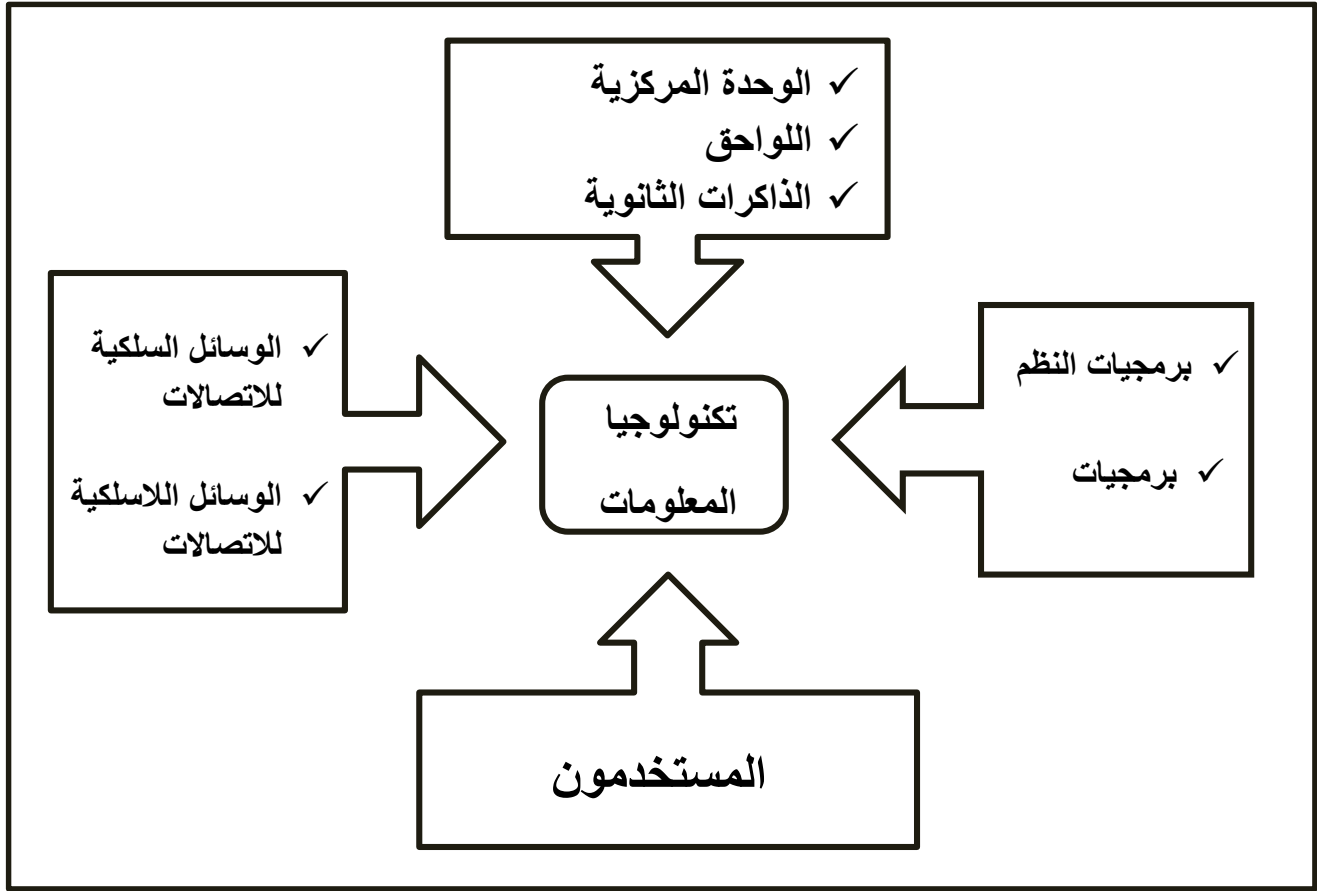 ✓ الوحدة المركزية
✓ اللواحق
✓ الذاكرات الثانوية
✓ برمجيات النظم
✓ برمجيات
تكنولوجيا
المعلومات
✓ الوسائل السلكية
للاتصالات
✓ الوسائل اللاسلكية
للاتصالات
المستخدمون